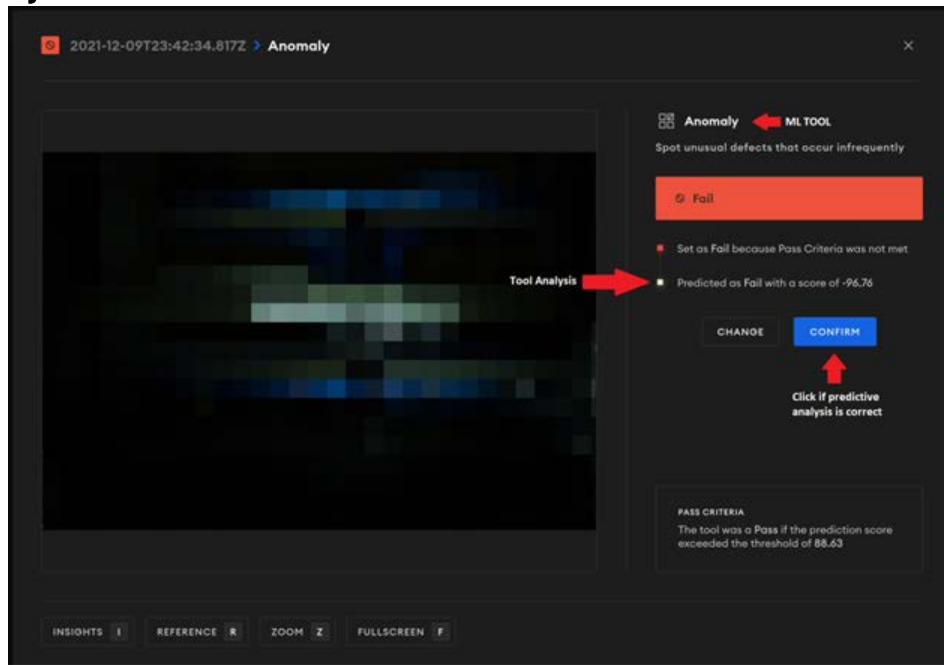 2021-12-09T23:42:34.817Z > Anomaly
Anomaly
ML TOOL
Spot unusual defects that occur infrequently
Fail
Set as Fail because Pass Criteria was not met
Tool Analysis
Predicted as Fail with a score of -96.76
CHANGE
CONFIRM
Click if predictive
analysis is correct
PASS CRITERIA
The tool was a Pass if the prediction score
exceeded the threshold of 88.63
INSIGHTS I
REFERENCE R
ZOOM Z
FULLSCREEN F